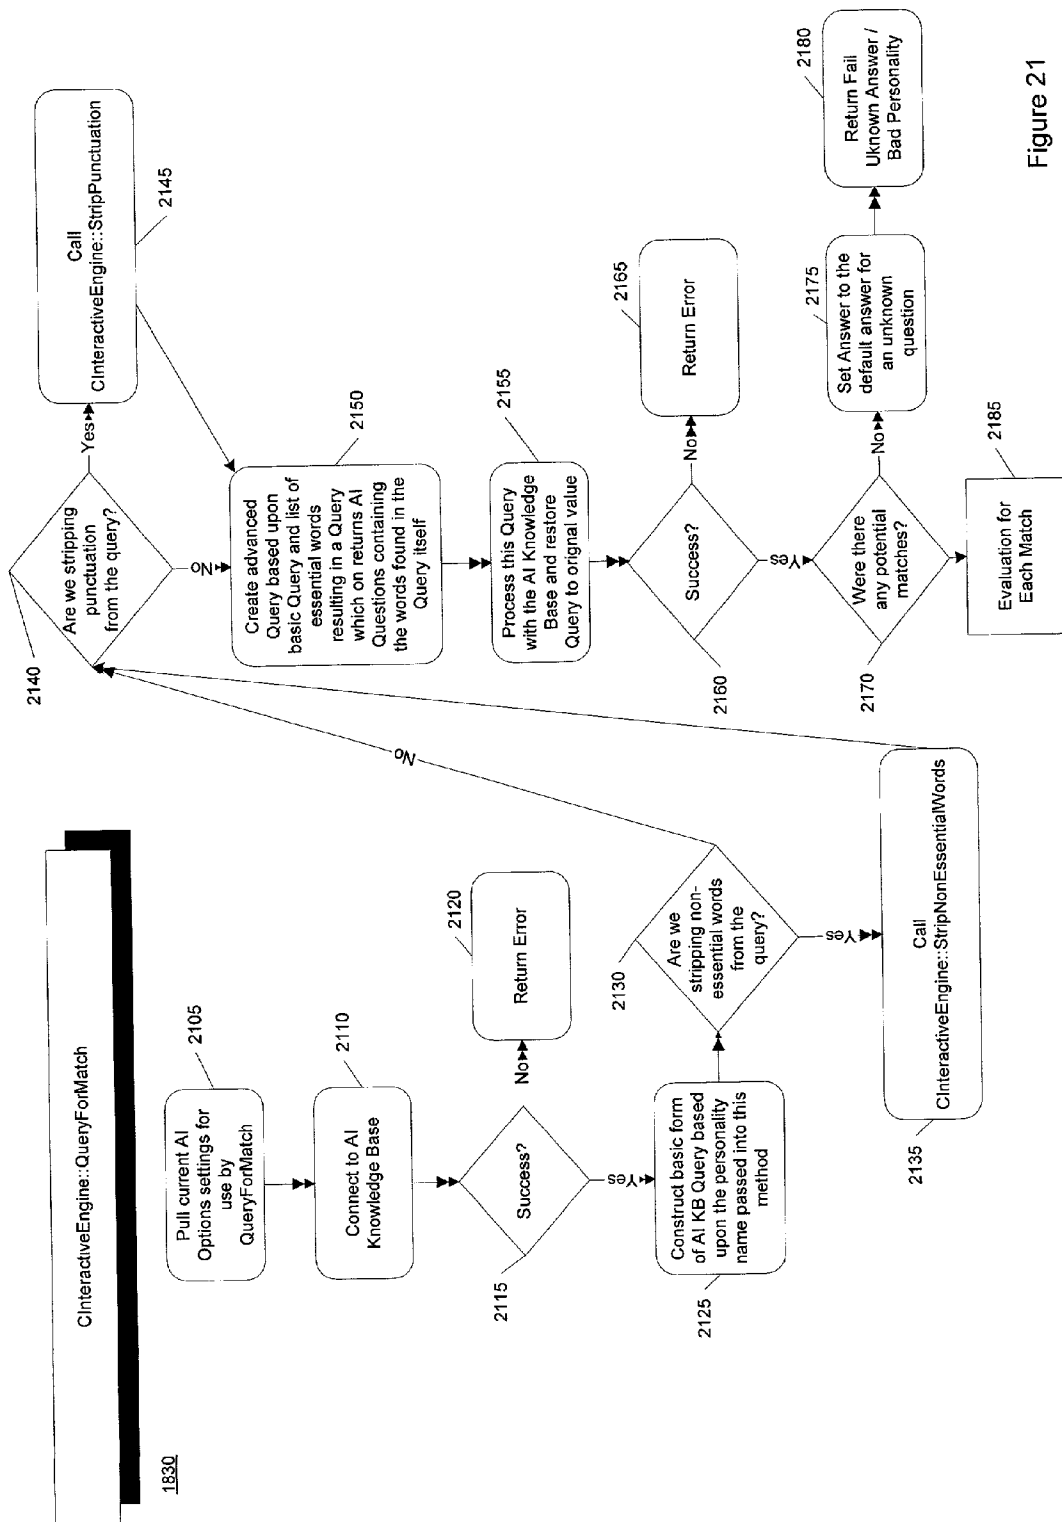 CInteractiveEngine::QueryForMatch
1830
Pull current AI
Options settings for
use by
QueryForMatch
2105
Connect to AI
Knowledge Base
2110
Success?
2115
No
Return Error
2120
Yes
Construct basic form
of AI KB Query based
upon the personality
name passed into this
method
2125
Are we
stripping non-
essential words
from the
query?
2130
No
Yes
Call
CInteractiveEngine::StripNonEssentialWords
2135
Are we stripping
punctuation
from the query?
2140
Yes
Call
CInteractiveEngine::StripPunctuation
2145
No
Create advanced
Query based upon
basic Query and list of
essential words
resulting in a Query
which on returns AI
Questions containing
the words found in the
Query itself
2150
Process this Query
with the AI Knowledge
Base and restore
Query to orignal value
2155
Success?
2160
No
Return Error
2165
Yes
Were there
any potential
matches?
2170
No
Set Answer to the
default answer for
an unknown
question
2175
Return Fail
Uknown Answer /
Bad Personality
2180
Evaluation for
Each Match
2185
Figure 21